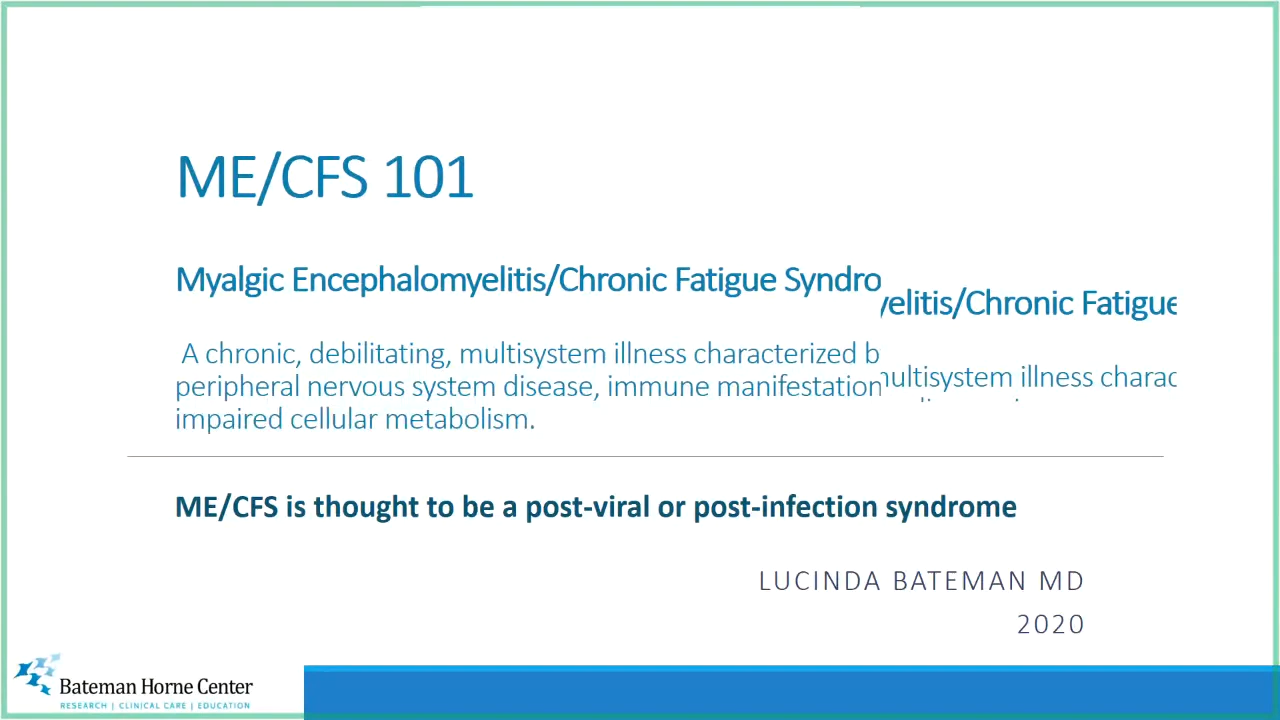 ME/CFS 101
Myalgic Encephalomyelitis/Chronic Fatigue Syndro
elitis/Chronic Fatigue
A chronic, debilitating, multisystem illness characterized b
multisystem illness charac
peripheral nervous system disease, immune manifestation
impaired cellular metabolism.
ME/CFS is thought to be a post-viral or post-infection syndrome
LUCINDA BATEMAN MD
2020
Bateman Horne Center
RESEARCH | CLINICAL CARE | EDUCATION